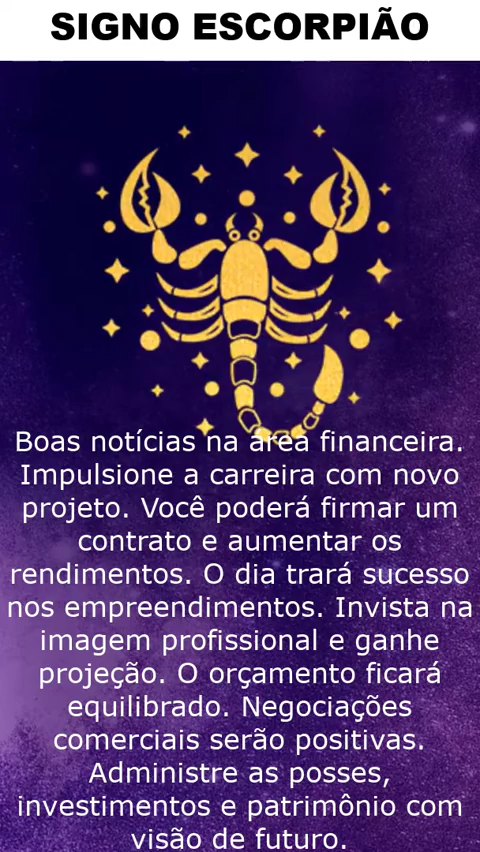 SIGNO ESCORPIÃO
Boas notícias na área financeira.
Impulsione a carreira com novo
projeto. Você poderá firmar um
contrato e aumentar os
rendimentos. O dia trará sucesso
nos empreendimentos. Invista na
imagem profissional e ganhe
projeção. O orçamento ficará
equilibrado. Negociações
comerciais serão positivas.
Administre as posses,
investimentos e patrimônio com
visão de futuro.